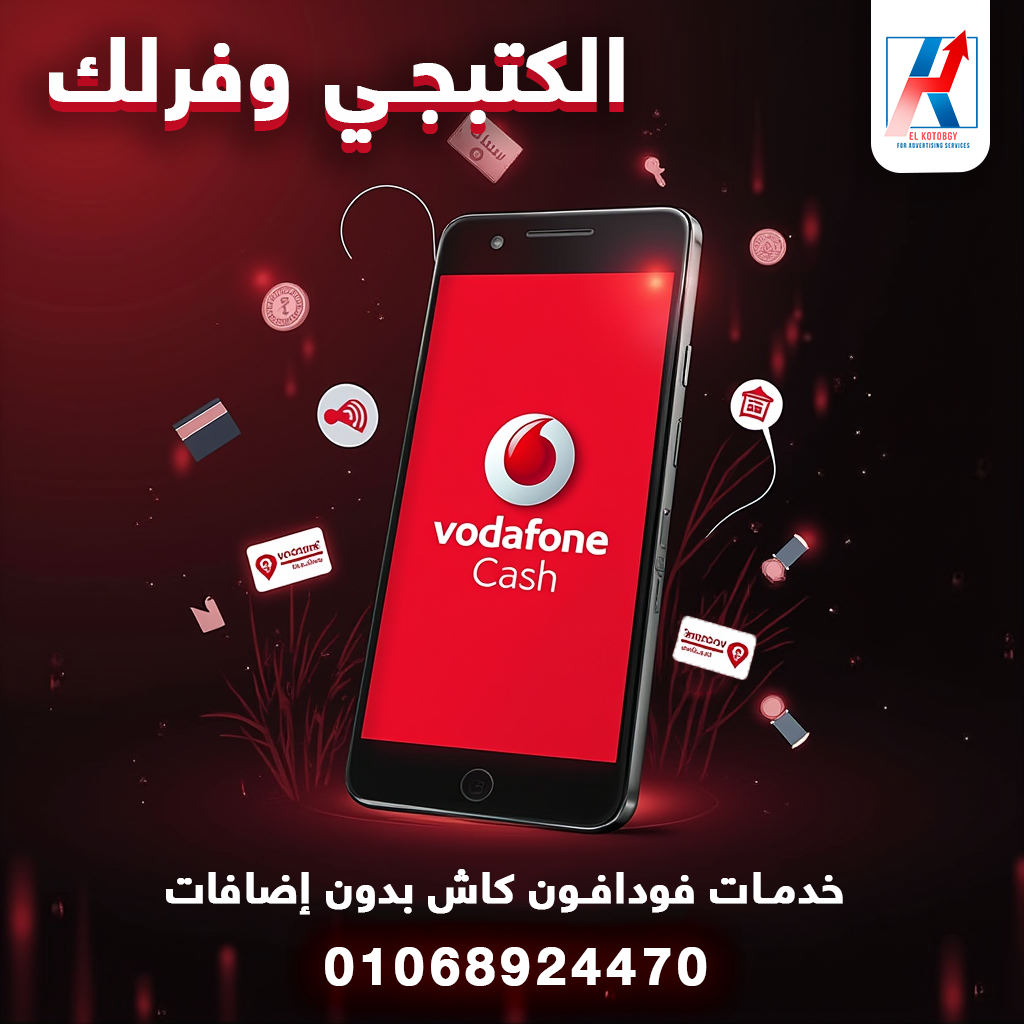 الكتبجي وفرلك
EL KOTOBGY
FOR ADVERTISING SERVICES
vodafone
Cash
خدمات فودافون كاش بدون إضافات
01068924470